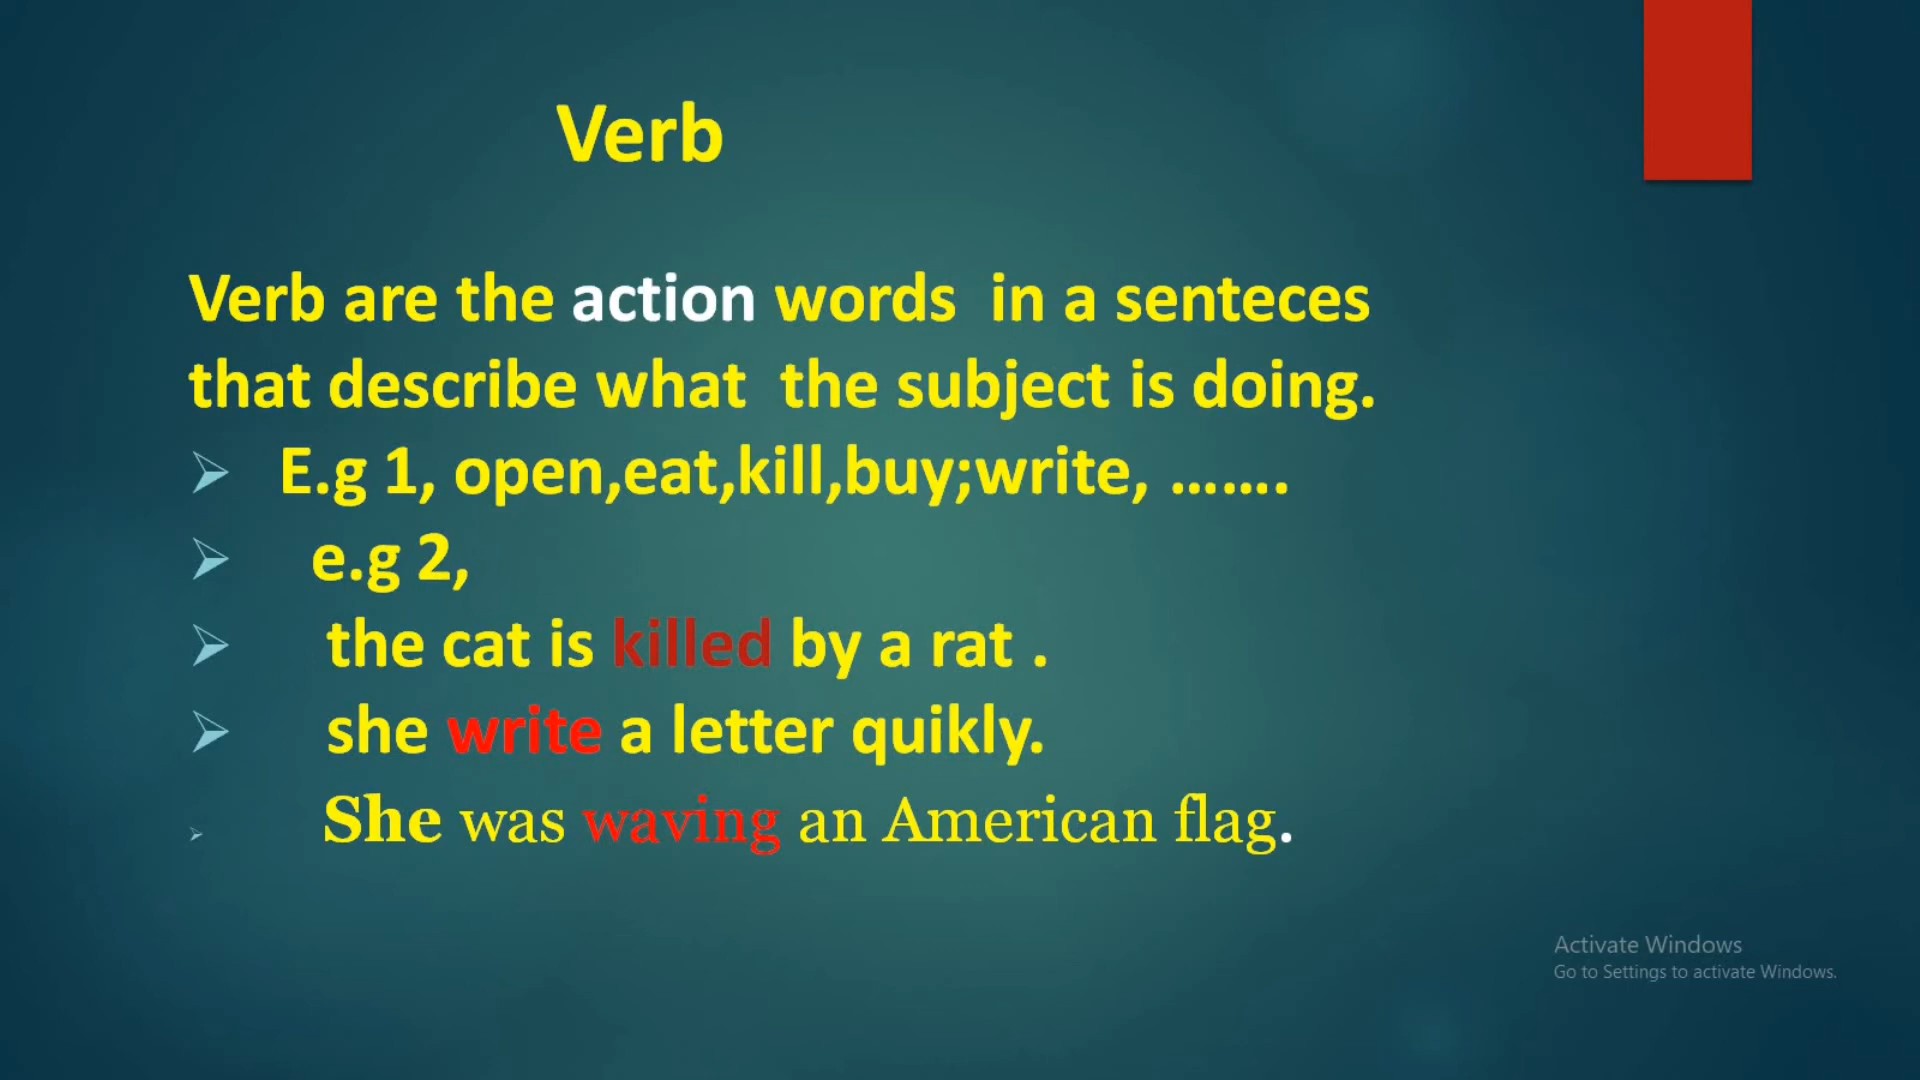 Verb
Verb are the action words in a senteces
that describe what the subject is doing.
E.g 1, open,eat,kill,buy;write, .......
e.g 2,
the cat is killed by a rat .
she write a letter quikly.
She was waving an American flag.
Activate Windows
Go to Settings to activate Windows.